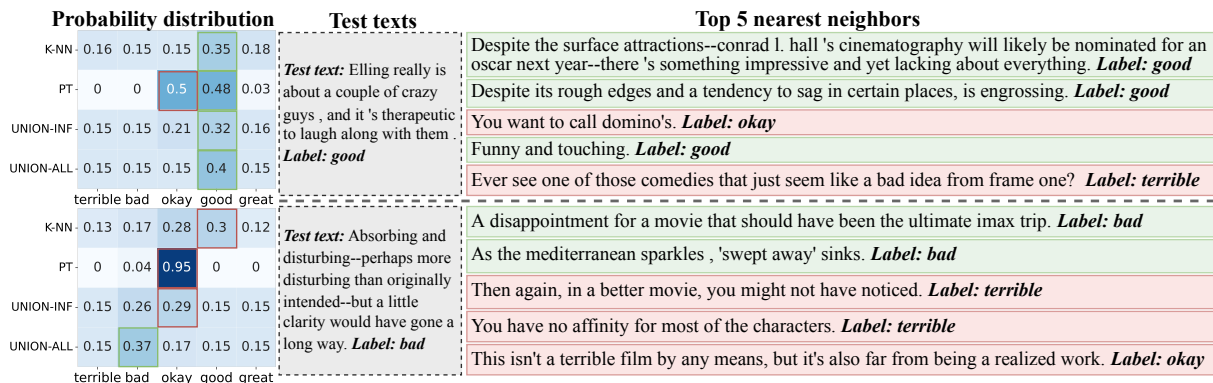 Probability distribution
Test texts
Top 5 nearest neighbors
K-NN 0.16 0.15 0.15 0.35 0.18
PT 0 0 0.5 0.48 0.03
UNION-INF 0.15 0.15 0.21 0.32 0.16
UNION-ALL 0.15 0.15 0.15 0.4 0.15
terrible bad okay good great
Test text: Elling really is
about a couple of crazy
guys , and it 's therapeutic
to laugh along with them .
Label: good
Despite the surface attractions--conrad l. hall 's cinematography will likely be nominated for an
oscar next year--there 's something impressive and yet lacking about everything. Label: good
Despite its rough edges and a tendency to sag in certain places, is engrossing. Label: good
You want to call domino's. Label: okay
Funny and touching. Label: good
Ever see one of those comedies that just seem like a bad idea from frame one? Label: terrible
K-NN 0.13 0.17 0.28 0.3 0.12
PT 0 0.04 0.95 0 0
UNION-INF 0.15 0.26 0.29 0.15 0.15
UNION-ALL 0.15 0.37 0.17 0.15 0.15
terrible bad okay good great
Test text: Absorbing and
disturbing--perhaps more
disturbing than originally
intended--but a little
clarity would have gone a
long way. Label: bad
A disappointment for a movie that should have been the ultimate imax trip. Label: bad
As the mediterranean sparkles , 'swept away' sinks. Label: bad
Then again, in a better movie, you might not have noticed. Label: terrible
You have no affinity for most of the characters. Label: terrible
This isn't a terrible film by any means, but it's also far from being a realized work. Label: okay